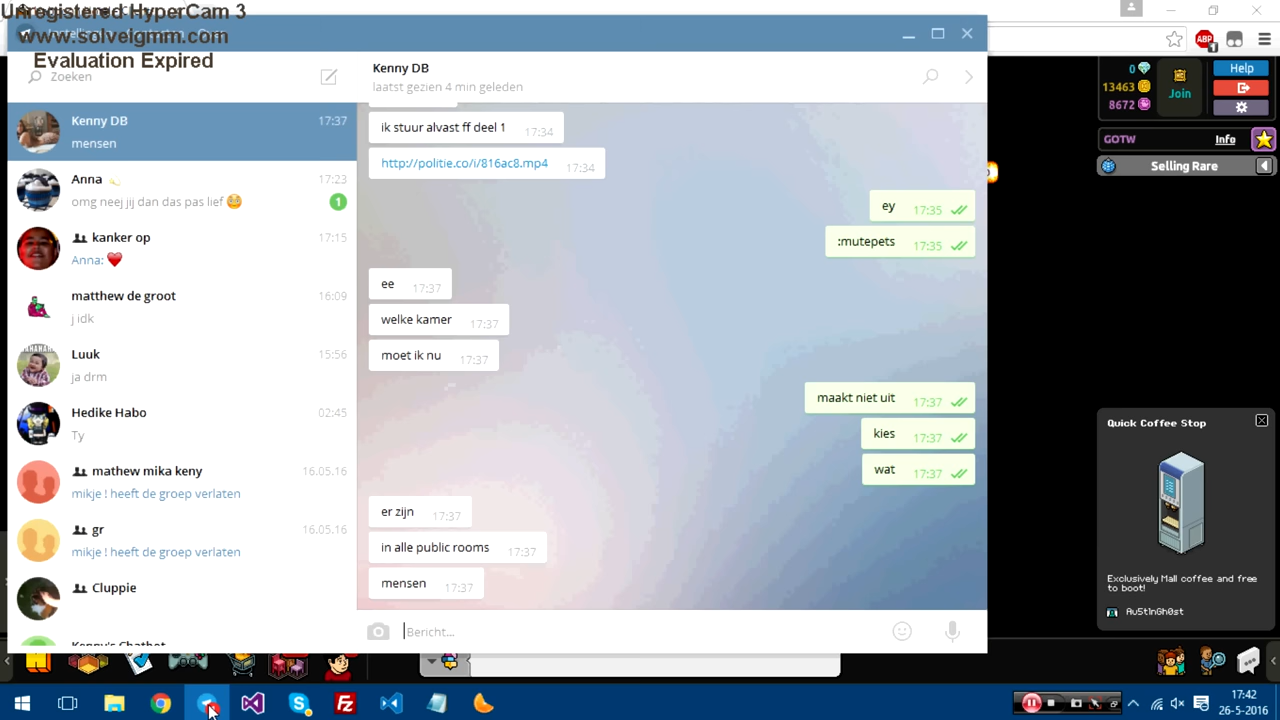 Unregistered HyperCam 3
www.solveigmm.com
Evaluation Expired
Zoeken
Kenny DB
17:37
mensen
Anna
17:23
omg neej jij dan das pas lief
1
kanker op
17:15
Anna:
matthew de groot
16:09
j idk
Luuk
15:56
ja drm
Hedike Habo
02:45
Ty
mathew mika keny
16.05.16
mikje ! heeft de groep verlaten
gr
16.05.16
mikje ! heeft de groep verlaten
Cluppie
Kenny's Chatbot
Kenny DB
laatst gezien 4 min geleden
ik stuur alvast ff deel 1 17:34
http://politie.co/i/816ac8.mp4 17:34
ey 17:35
:mutepets 17:35
ee 17:37
welke kamer 17:37
moet ik nu 17:37
maakt niet uit 17:37
kies 17:37
wat 17:37
er zijn 17:37
in alle public rooms 17:37
mensen 17:37
Bericht...
ABP
1
0
13463
8672
Join
Help
GOTW
Info
Selling Rare
Quick Coffee Stop
Exclusively Mall coffee and free
to boot!
Au5t1nGh0st
17:42
26-5-2016